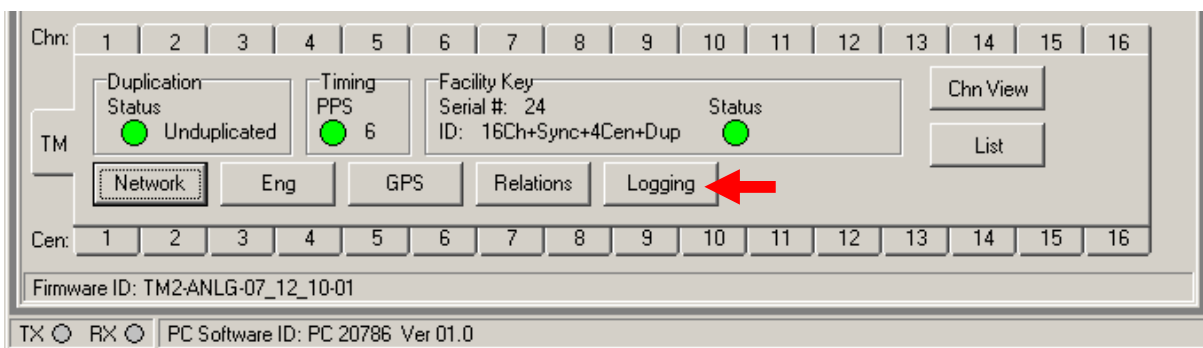 Chn: 1 2 3 4 5 6 7 8 9 10 11 12 13 14 15 16
Duplication Timing Facility Key Chn View
Status PPS Serial #: 24 Status
TM Unduplicated 6 ID: 16Ch+Sync+4Cen+Dup List
Network Eng GPS Relations Logging
Cen: 1 2 3 4 5 6 7 8 9 10 11 12 13 14 15 16
Firmware ID: TM2-ANLG-07_12_10-01
TX RX PC Software ID: PC 20786 Ver 01.0